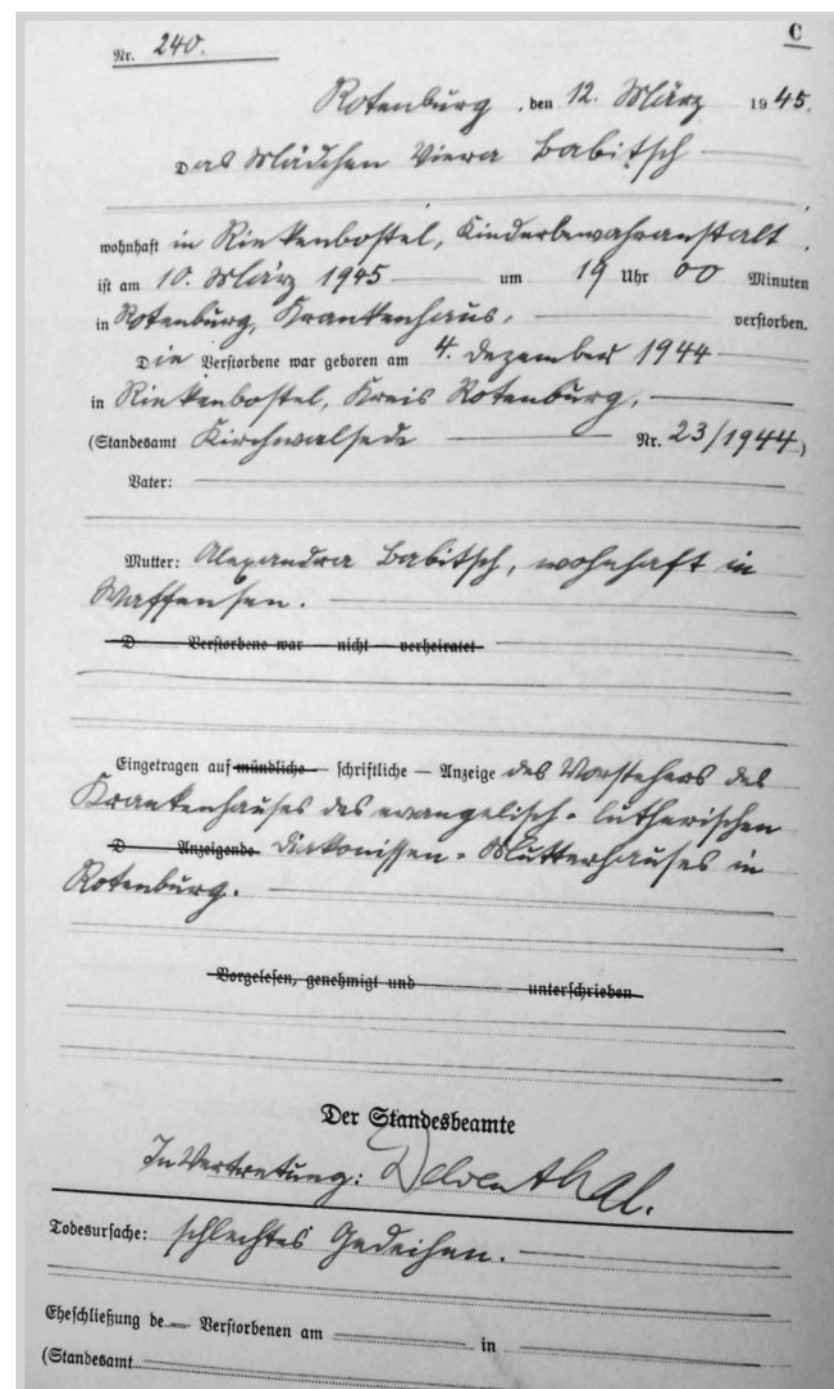 C
Nr. 240.
Rotenburg, den 12. März 1945.
Das Mädchen Viera Babitsch
wohnhaft in Rinkenbostel, Kinderbewahranstalt,
ist am 10. März 1945 um 19 Uhr 00 Minuten
in Rotenburg, Krankenhaus, verstorben.
Die Verstorbene war geboren am 4. Dezember 1944
in Rinkenbostel, Kreis Rotenburg,
(Standesamt Kirchwalsede Nr. 23/1944)
Vater:
Mutter: Alexandra Babitsch, wohnhaft in
Waffensen.
D Verstorbene war — nicht — verheiratet
Eingetragen auf mündliche — schriftliche — Anzeige des Vorstehers des
Krankenhauses des evangelisch-lutherischen
D Anzeigende Diakonissen-Mutterhauses in
Rotenburg.
Vorgelesen, genehmigt und unterschrieben
Der Standesbeamte
In Vertretung: Delventhal.
Todesursache: schlechtes Gedeihen.
Eheschließung de Verstorbenen am in
(Standesamt